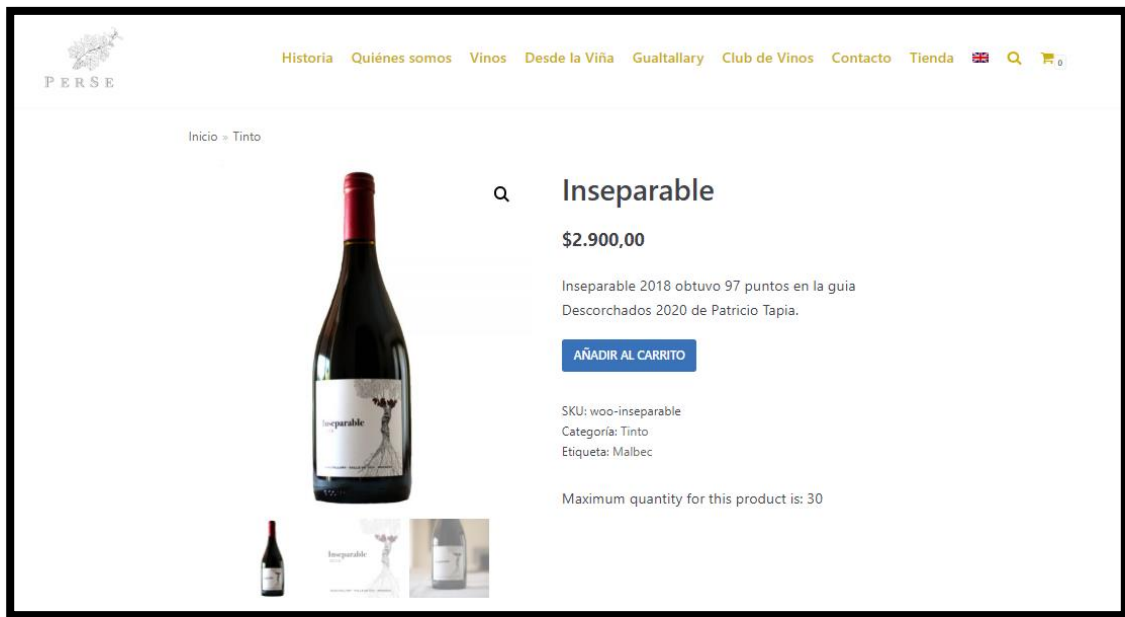 PERSE
Historia Quiénes somos Vinos Desde la Viña Gualtallary Club de Vinos Contacto Tienda 0
Inicio » Tinto
Inseparable
$2.900,00
Inseparable 2018 obtuvo 97 puntos en la guia
Descorchados 2020 de Patricio Tapia.
AÑADIR AL CARRITO
SKU: woo-inseparable
Categoría: Tinto
Etiqueta: Malbec
Maximum quantity for this product is: 30
Inseparable
Inseparable